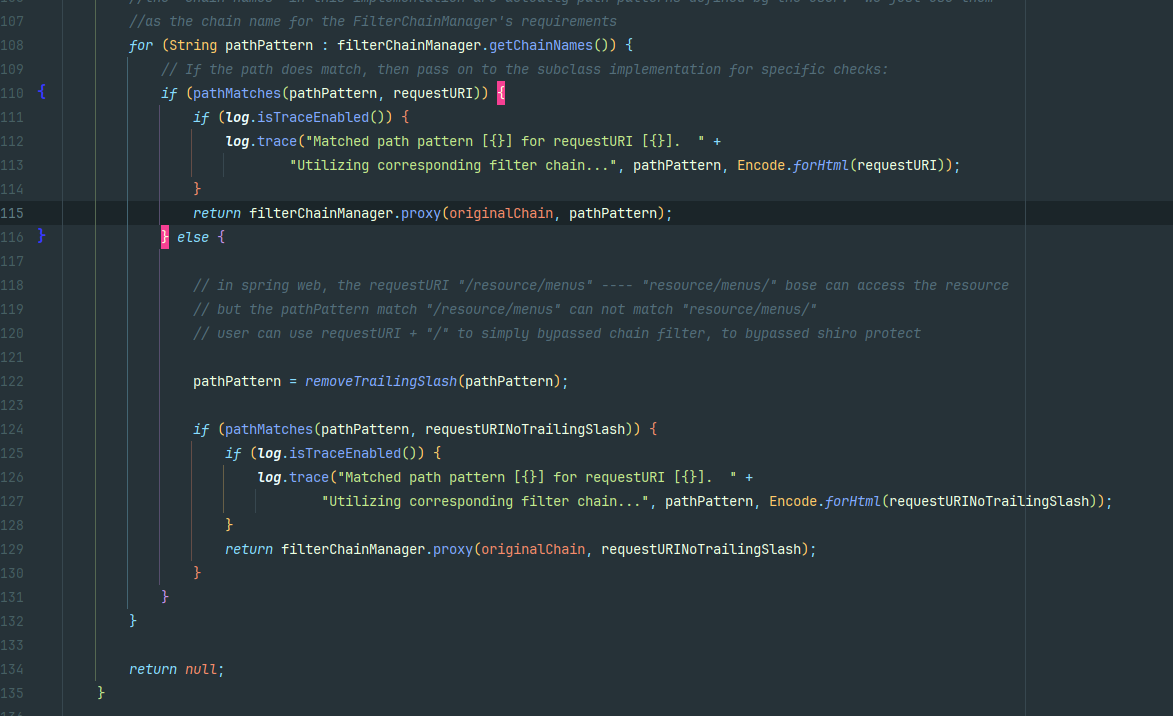 106 //the 'chain names' in this implementation are actually path patterns defined by the user. We just use them
107 //as the chain name for the FilterChainManager's requirements
108 for (String pathPattern : filterChainManager.getChainNames()) {
109 // If the path does match, then pass on to the subclass implementation for specific checks:
110 { if (pathMatches(pathPattern, requestURI)) {
111 if (log.isTraceEnabled()) {
112 log.trace("Matched path pattern [{}] for requestURI [{}].  " +
113 "Utilizing corresponding filter chain...", pathPattern, Encode.forHtml(requestURI));
114 }
115 return filterChainManager.proxy(originalChain, pathPattern);
116 } } else {
117
118 // in spring web, the requestURI "/resource/menus" ---- "resource/menus/" bose can access the resource
119 // but the pathPattern match "/resource/menus" can not match "resource/menus/"
120 // user can use requestURI + "/" to simply bypassed chain filter, to bypassed shiro protect
121
122 pathPattern = removeTrailingSlash(pathPattern);
123
124 if (pathMatches(pathPattern, requestURINoTrailingSlash)) {
125 if (log.isTraceEnabled()) {
126 log.trace("Matched path pattern [{}] for requestURI [{}].  " +
127 "Utilizing corresponding filter chain...", pathPattern, Encode.forHtml(requestURINoTrailingSlash));
128 }
129 return filterChainManager.proxy(originalChain, requestURINoTrailingSlash);
130 }
131 }
132 }
133
134 return null;
135 }
136